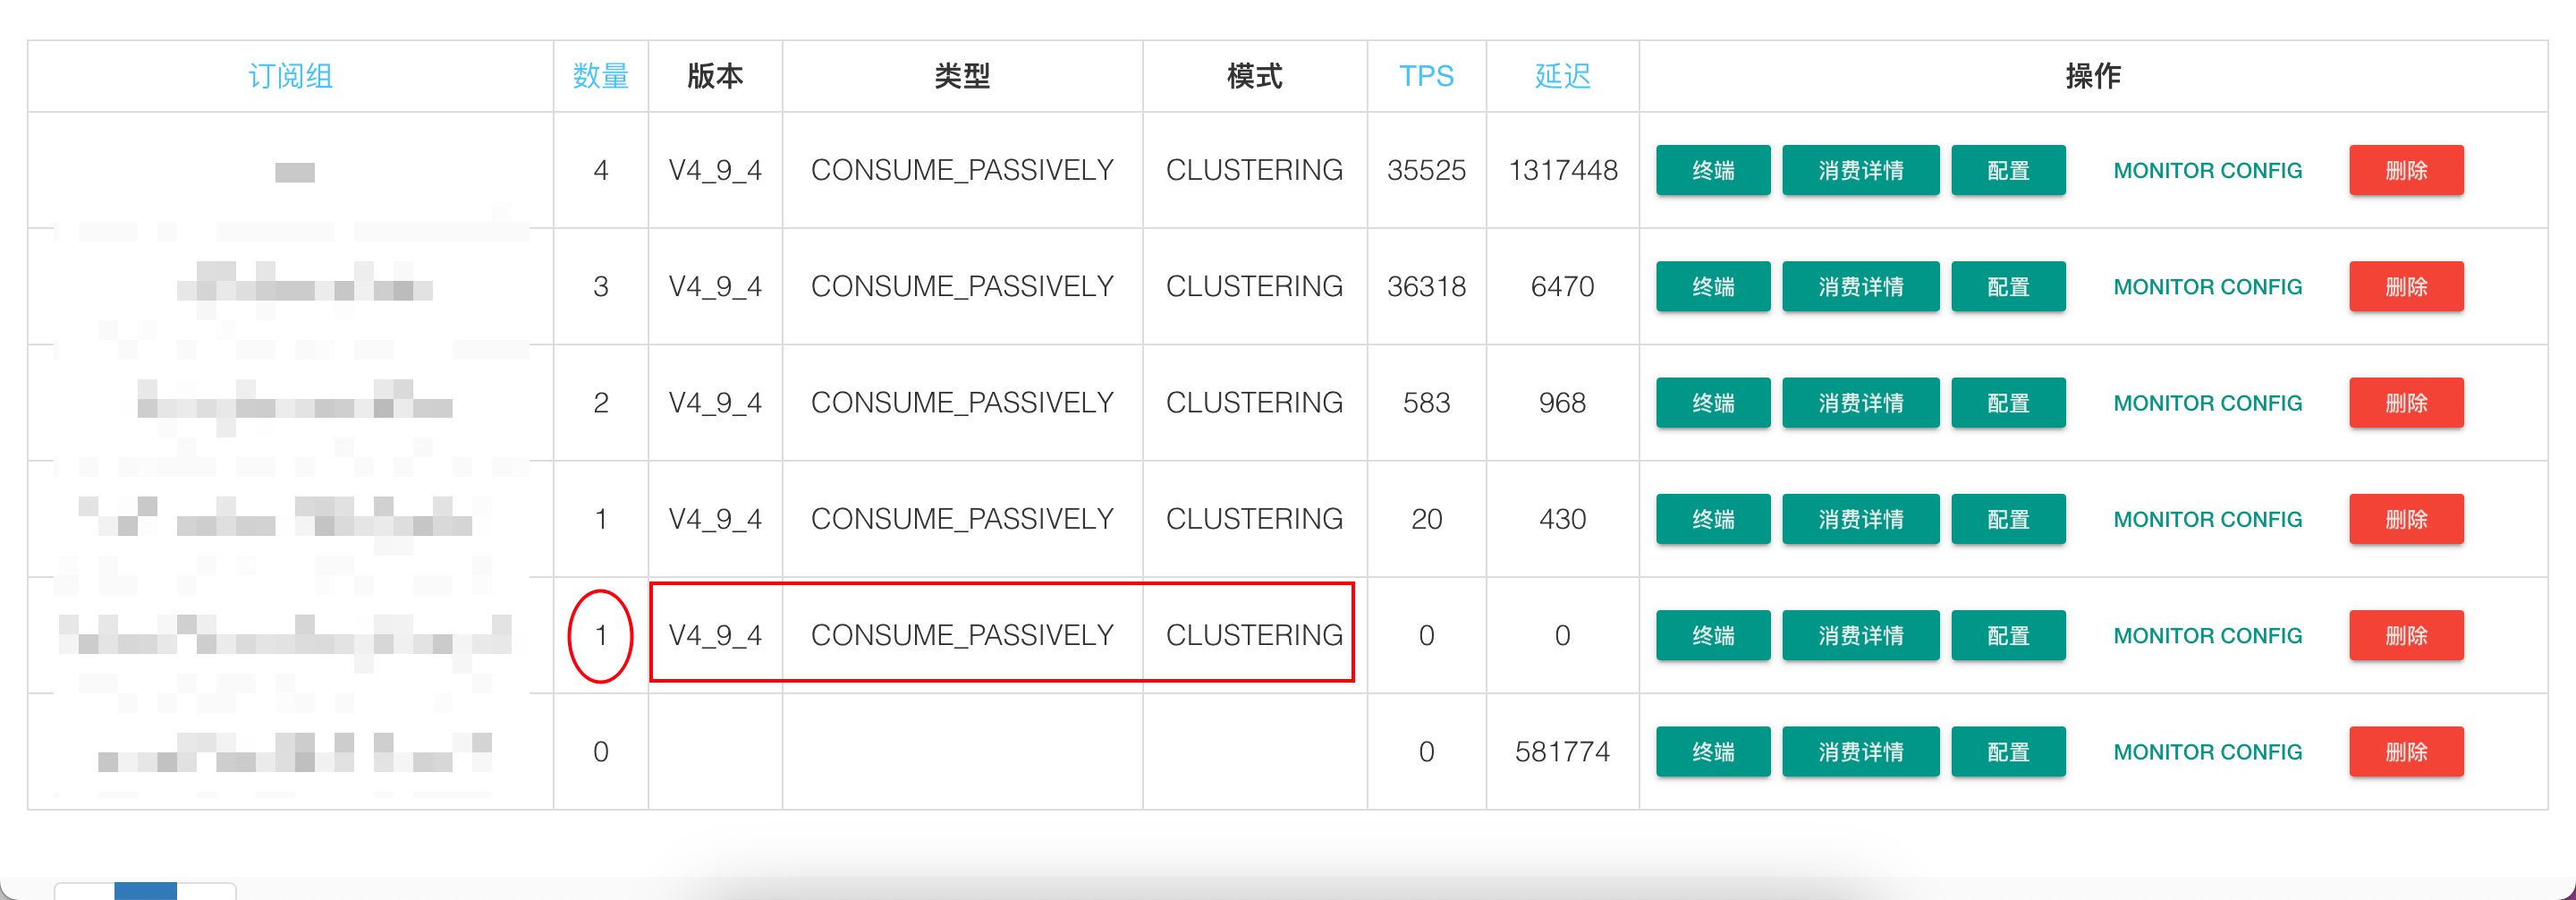 订阅组 数量 版本 类型 模式 TPS 延迟 操作
4 V4_9_4 CONSUME_PASSIVELY CLUSTERING 35525 1317448 终端 消费详情 配置 MONITOR CONFIG 删除
3 V4_9_4 CONSUME_PASSIVELY CLUSTERING 36318 6470 终端 消费详情 配置 MONITOR CONFIG 删除
2 V4_9_4 CONSUME_PASSIVELY CLUSTERING 583 968 终端 消费详情 配置 MONITOR CONFIG 删除
1 V4_9_4 CONSUME_PASSIVELY CLUSTERING 20 430 终端 消费详情 配置 MONITOR CONFIG 删除
1 V4_9_4 CONSUME_PASSIVELY CLUSTERING 0 0 终端 消费详情 配置 MONITOR CONFIG 删除
0 0 581774 终端 消费详情 配置 MONITOR CONFIG 删除